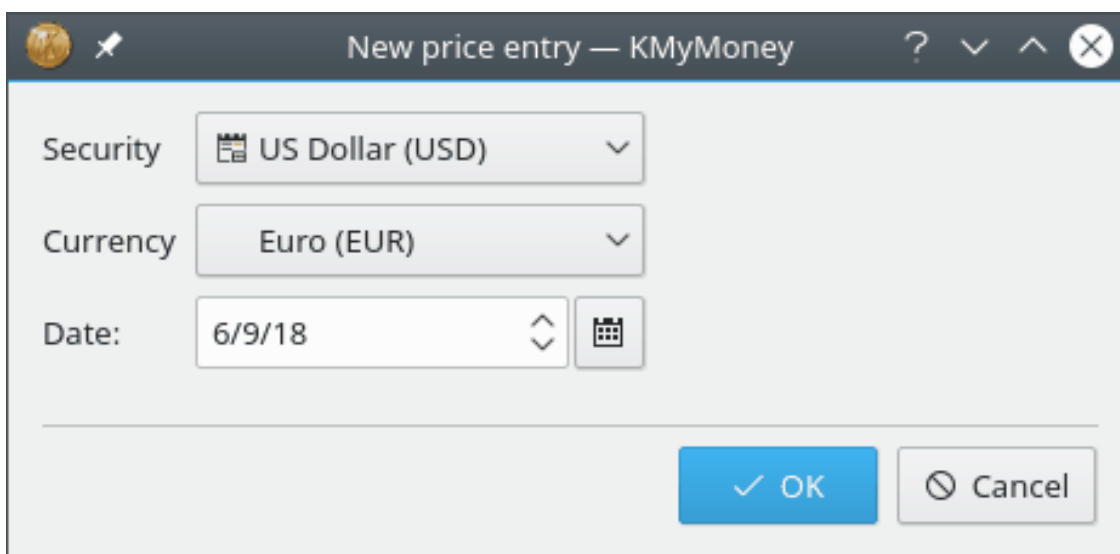 New price entry — KMyMoney
Security US Dollar (USD)
Currency Euro (EUR)
Date: 6/9/18
OK Cancel